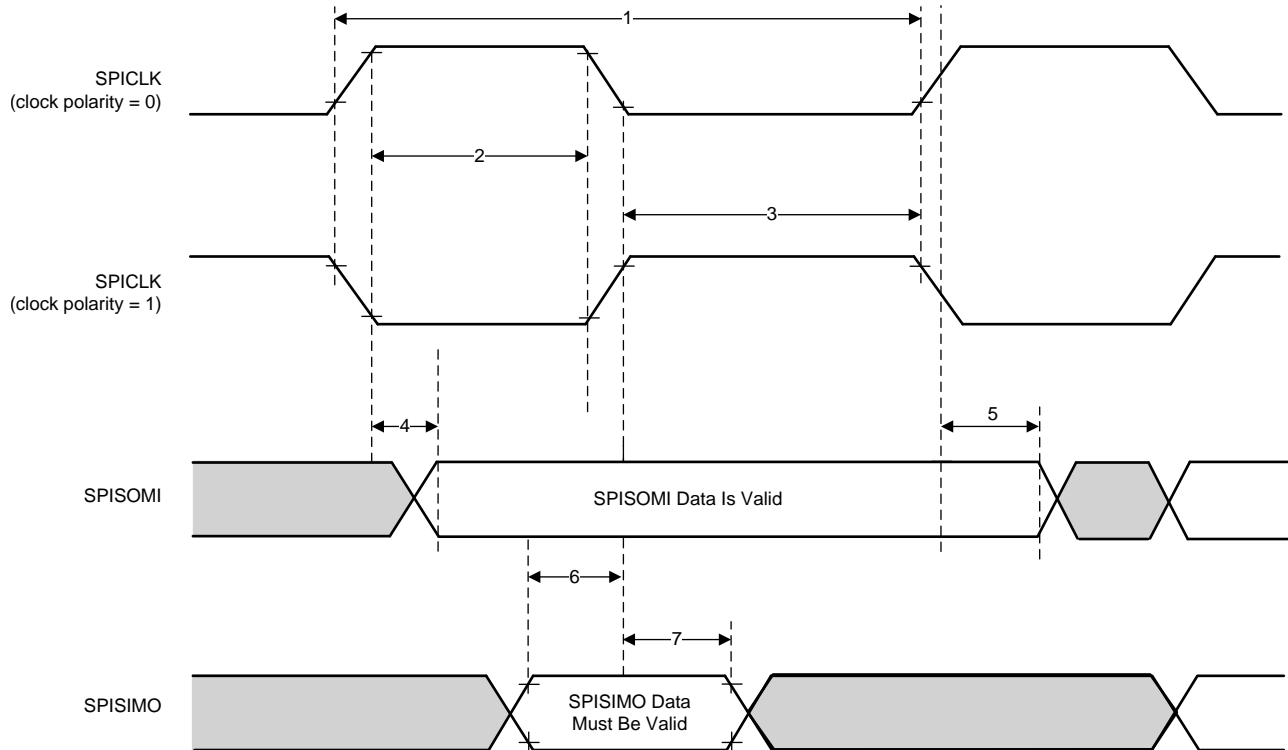 1
SPICLK
(clock polarity = 0)
2
3
SPICLK
(clock polarity = 1)
4
5
SPISOMI
SPISOMI Data Is Valid
6
7
SPISIMO
SPISIMO Data
Must Be Valid